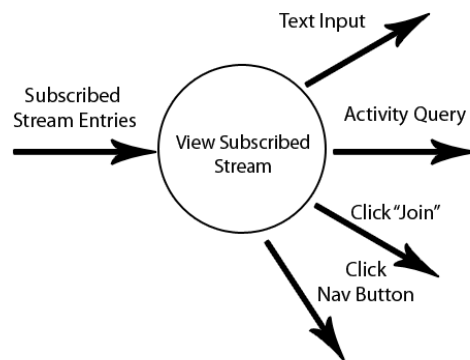 Text Input
Subscribed
Stream Entries
View Subscribed
Stream
Activity Query
Click “Join”
Click
Nav Button